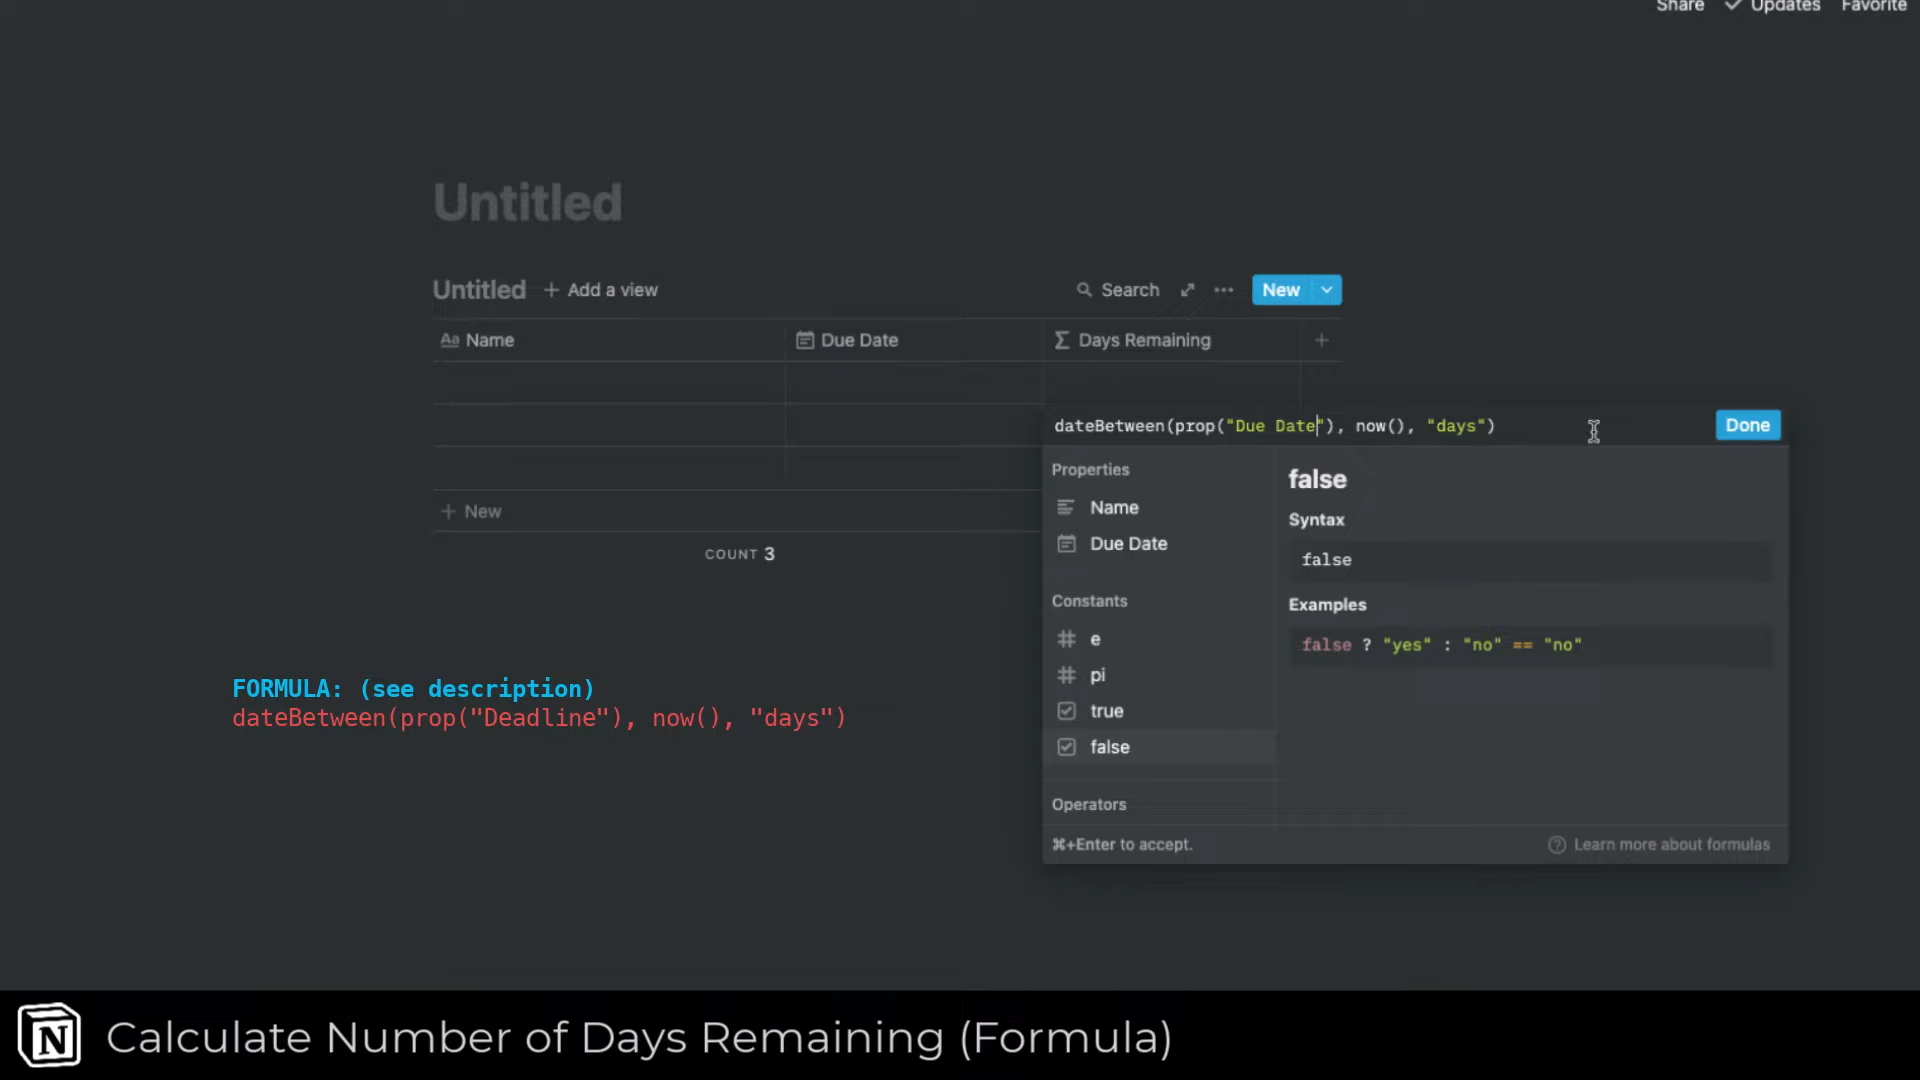 Share Updates Favorite
Untitled
Untitled + Add a view Search ••• New
Aa Name Due Date Σ Days Remaining +
dateBetween(prop("Due Date"), now(), "days") Done
Properties
Name
Due Date
Constants
e
pi
true
false
Operators
⌘+Enter to accept.
false
Syntax
false
Examples
false ? "yes" : "no" == "no"
Learn more about formulas
+ New
COUNT 3
FORMULA: (see description)
dateBetween(prop("Deadline"), now(), "days")
N Calculate Number of Days Remaining (Formula)